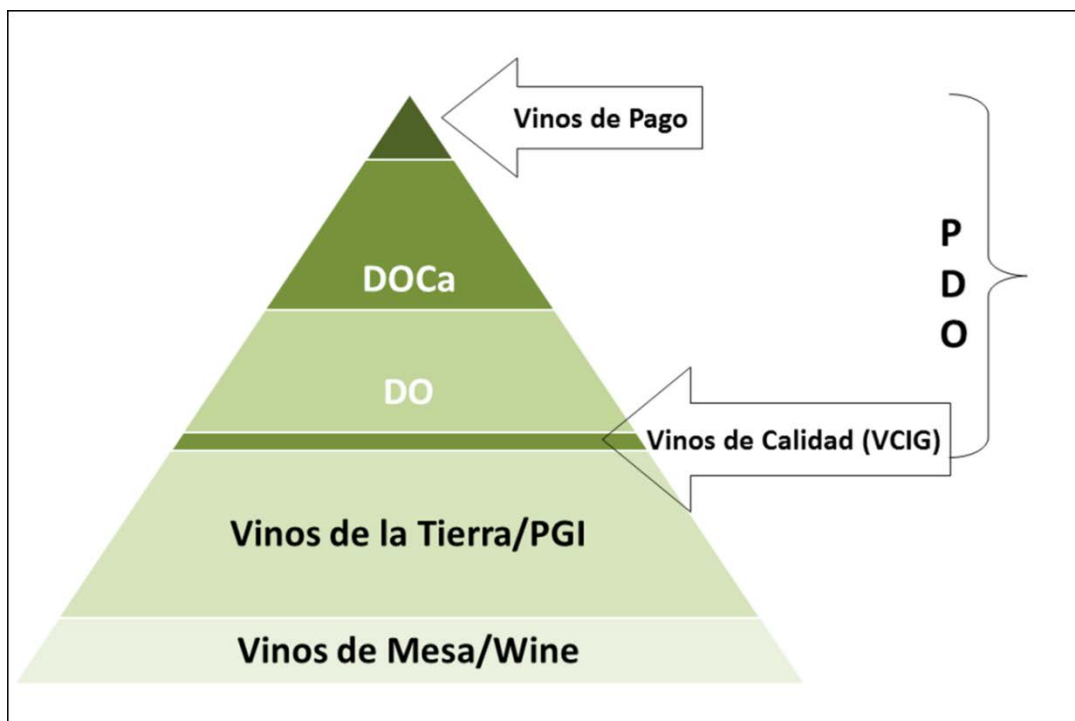 Vinos de Pago
DOCa
P
D
O
DO
Vinos de Calidad (VCIG)
Vinos de la Tierra/PGI
Vinos de Mesa/Wine